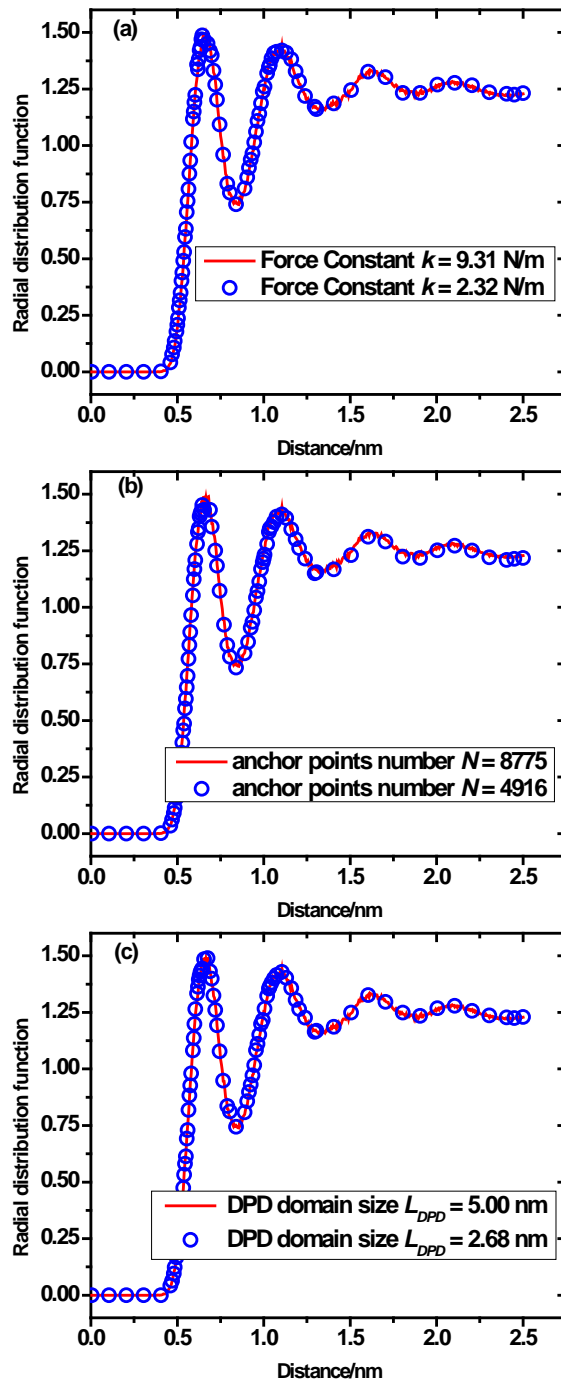 (a)
1.50
1.25
1.00
0.75
0.50
0.25
0.00
Radial distribution function
Force Constant k = 9.31 N/m
Force Constant k = 2.32 N/m
0.0 0.5 1.0 1.5 2.0 2.5
Distance/nm
(b)
1.50
1.25
1.00
0.75
0.50
0.25
0.00
Radial distribution function
anchor points number N = 8775
anchor points number N = 4916
0.0 0.5 1.0 1.5 2.0 2.5
Distance/nm
(c)
1.50
1.25
1.00
0.75
0.50
0.25
0.00
Radial distribution function
DPD domain size L_DPD = 5.00 nm
DPD domain size L_DPD = 2.68 nm
0.0 0.5 1.0 1.5 2.0 2.5
Distance/nm